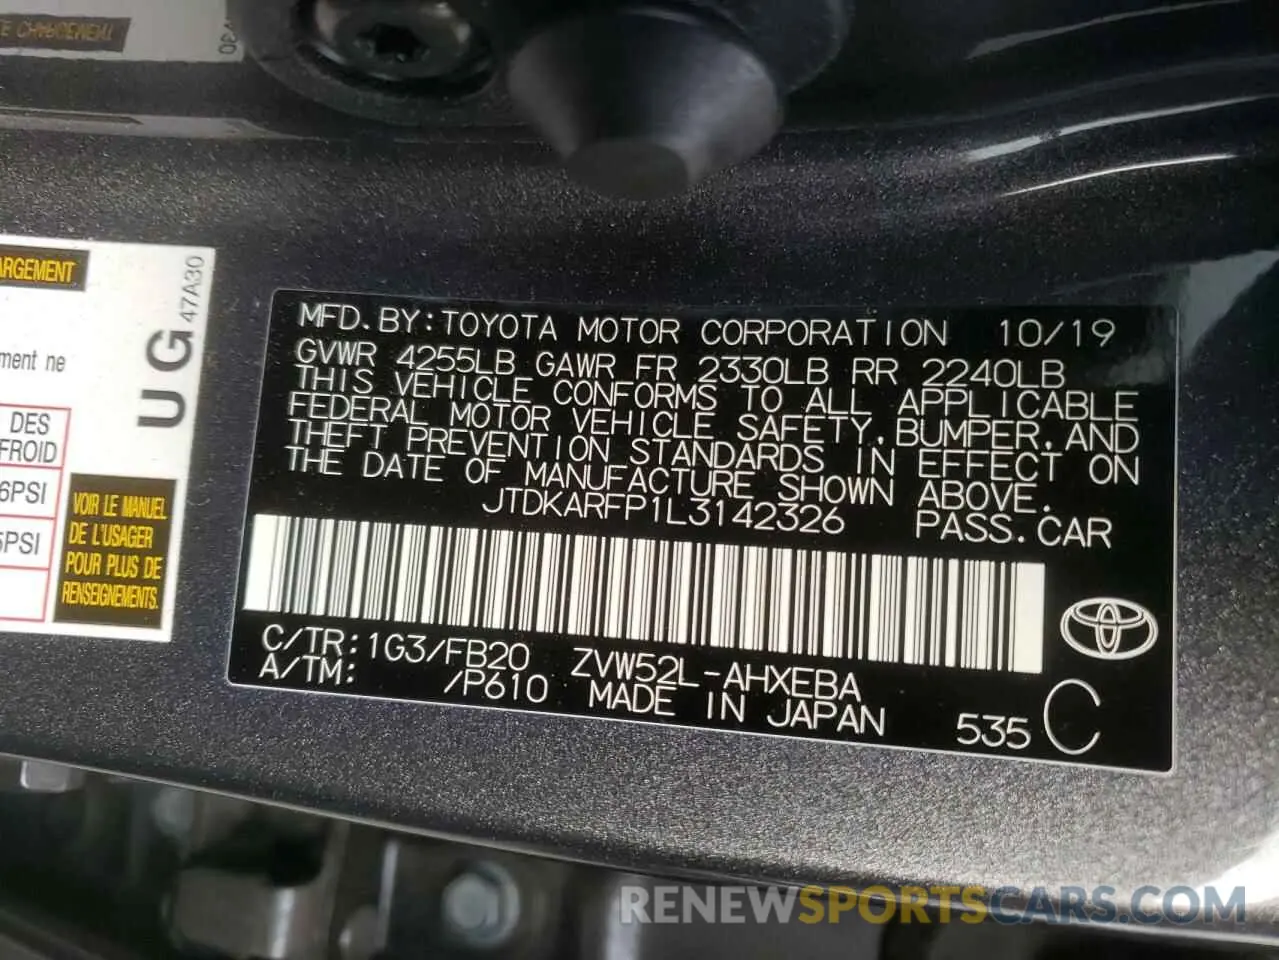 E CHARGEMENT
ARGEMENT
47A30
UG
ment ne
DES
FROID
6PSI
5PSI
VOIR LE MANUEL
DE L'USAGER
POUR PLUS DE
RENSEIGNEMENTS.
MFD. BY: TOYOTA MOTOR CORPORATION 10/19
GVWR 4255LB GAWR FR 2330LB RR 2240LB
THIS VEHICLE CONFORMS TO ALL APPLICABLE
FEDERAL MOTOR VEHICLE SAFETY, BUMPER, AND
THEFT PREVENTION STANDARDS IN EFFECT ON
THE DATE OF MANUFACTURE SHOWN ABOVE.
JTDKARFP1L3142326 PASS. CAR
C/TR: 1G3/FB20 ZVW52L-AHXEBA
A/TM: /P610 MADE IN JAPAN 535 C
RENEWSPORTSCARS.COM